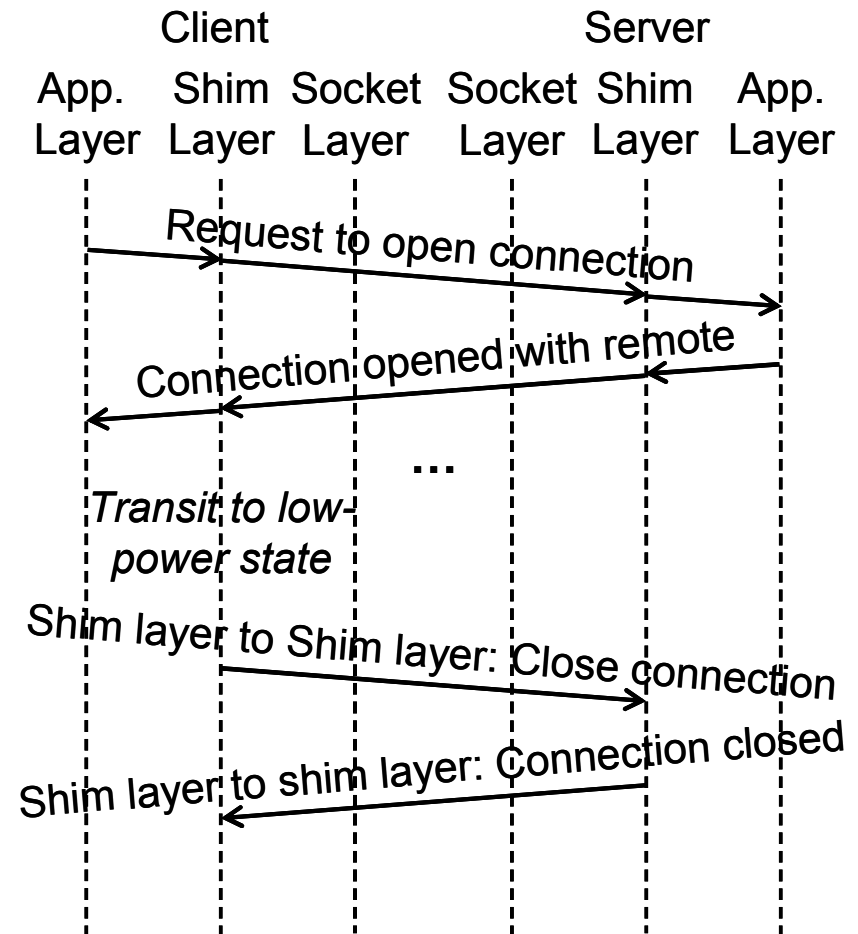 Client Server
App. Shim Socket Socket Shim App.
Layer Layer Layer Layer Layer Layer
Request to open connection
Connection opened with remote
...
Transit to low-
power state
Shim layer to Shim layer: Close connection
Shim layer to shim layer: Connection closed